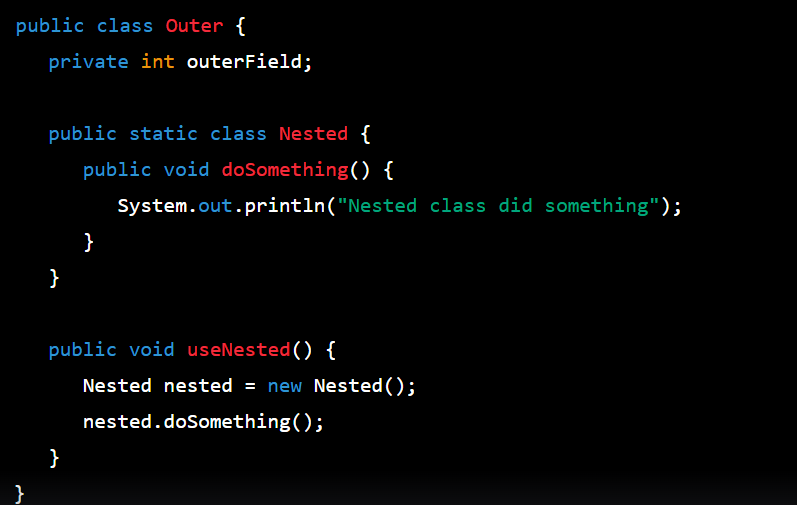 public class Outer {
private int outerField;
public static class Nested {
public void doSomething() {
System.out.println("Nested class did something");
}
}
public void useNested() {
Nested nested = new Nested();
nested.doSomething();
}
}